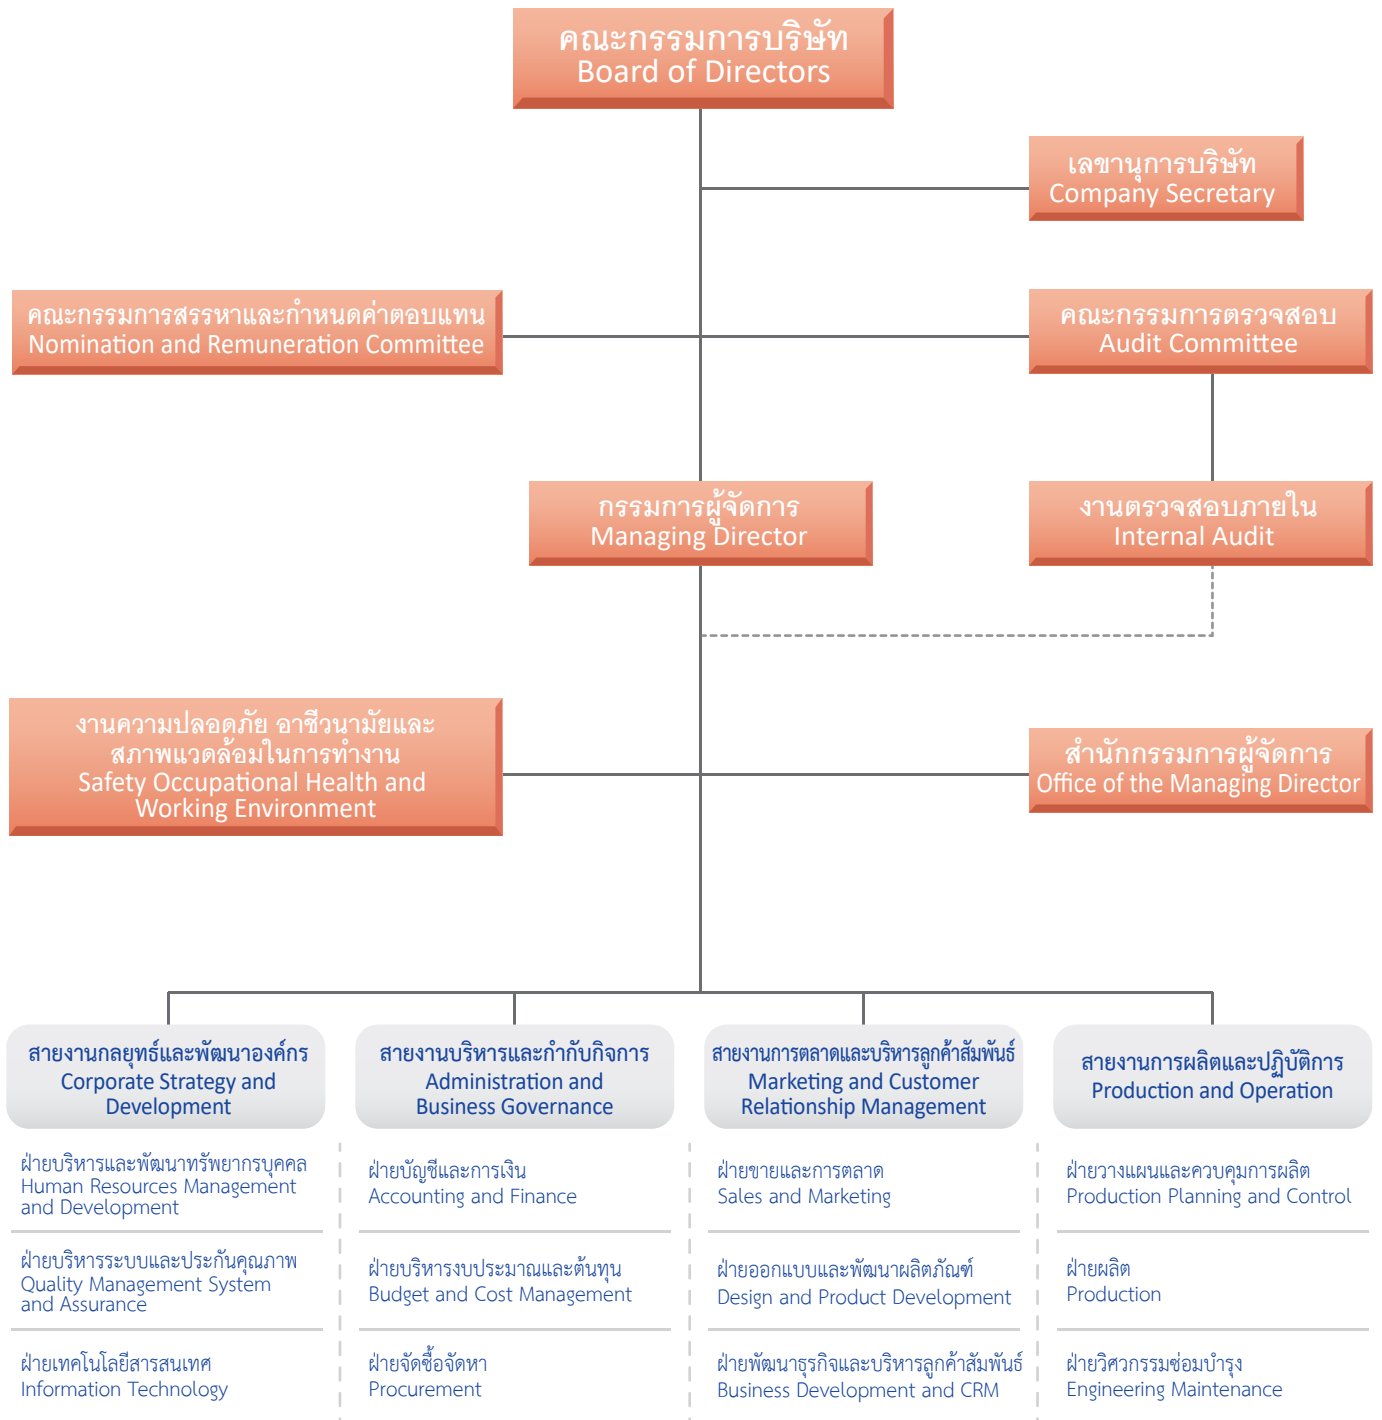 คณะกรรมการบริษัท
Board of Directors
เลขานุการบริษัท
Company Secretary
คณะกรรมการสรรหาและกำหนดค่าตอบแทน
Nomination and Remuneration Committee
คณะกรรมการตรวจสอบ
Audit Committee
กรรมการผู้จัดการ
Managing Director
งานตรวจสอบภายใน
Internal Audit
งานความปลอดภัย อาชีวนามัยและ
สภาพแวดล้อมในการทำงาน
Safety Occupational Health and
Working Environment
สำนักกรรมการผู้จัดการ
Office of the Managing Director
สายงานกลยุทธ์และพัฒนาองค์กร
Corporate Strategy and
Development
ฝ่ายบริหารและพัฒนาทรัพยากรบุคคล
Human Resources Management
and Development
ฝ่ายบริหารระบบและประกันคุณภาพ
Quality Management System
and Assurance
ฝ่ายเทคโนโลยีสารสนเทศ
Information Technology
สายงานบริหารและกำกับกิจการ
Administration and
Business Governance
ฝ่ายบัญชีและการเงิน
Accounting and Finance
ฝ่ายบริหารงบประมาณและต้นทุน
Budget and Cost Management
ฝ่ายจัดซื้อจัดหา
Procurement
สายงานการตลาดและบริหารลูกค้าสัมพันธ์
Marketing and Customer
Relationship Management
ฝ่ายขายและการตลาด
Sales and Marketing
ฝ่ายออกแบบและพัฒนาผลิตภัณฑ์
Design and Product Development
ฝ่ายพัฒนาธุรกิจและบริหารลูกค้าสัมพันธ์
Business Development and CRM
สายงานการผลิตและปฏิบัติการ
Production and Operation
ฝ่ายวางแผนและควบคุมการผลิต
Production Planning and Control
ฝ่ายผลิต
Production
ฝ่ายวิศวกรรมซ่อมบำรุง
Engineering Maintenance